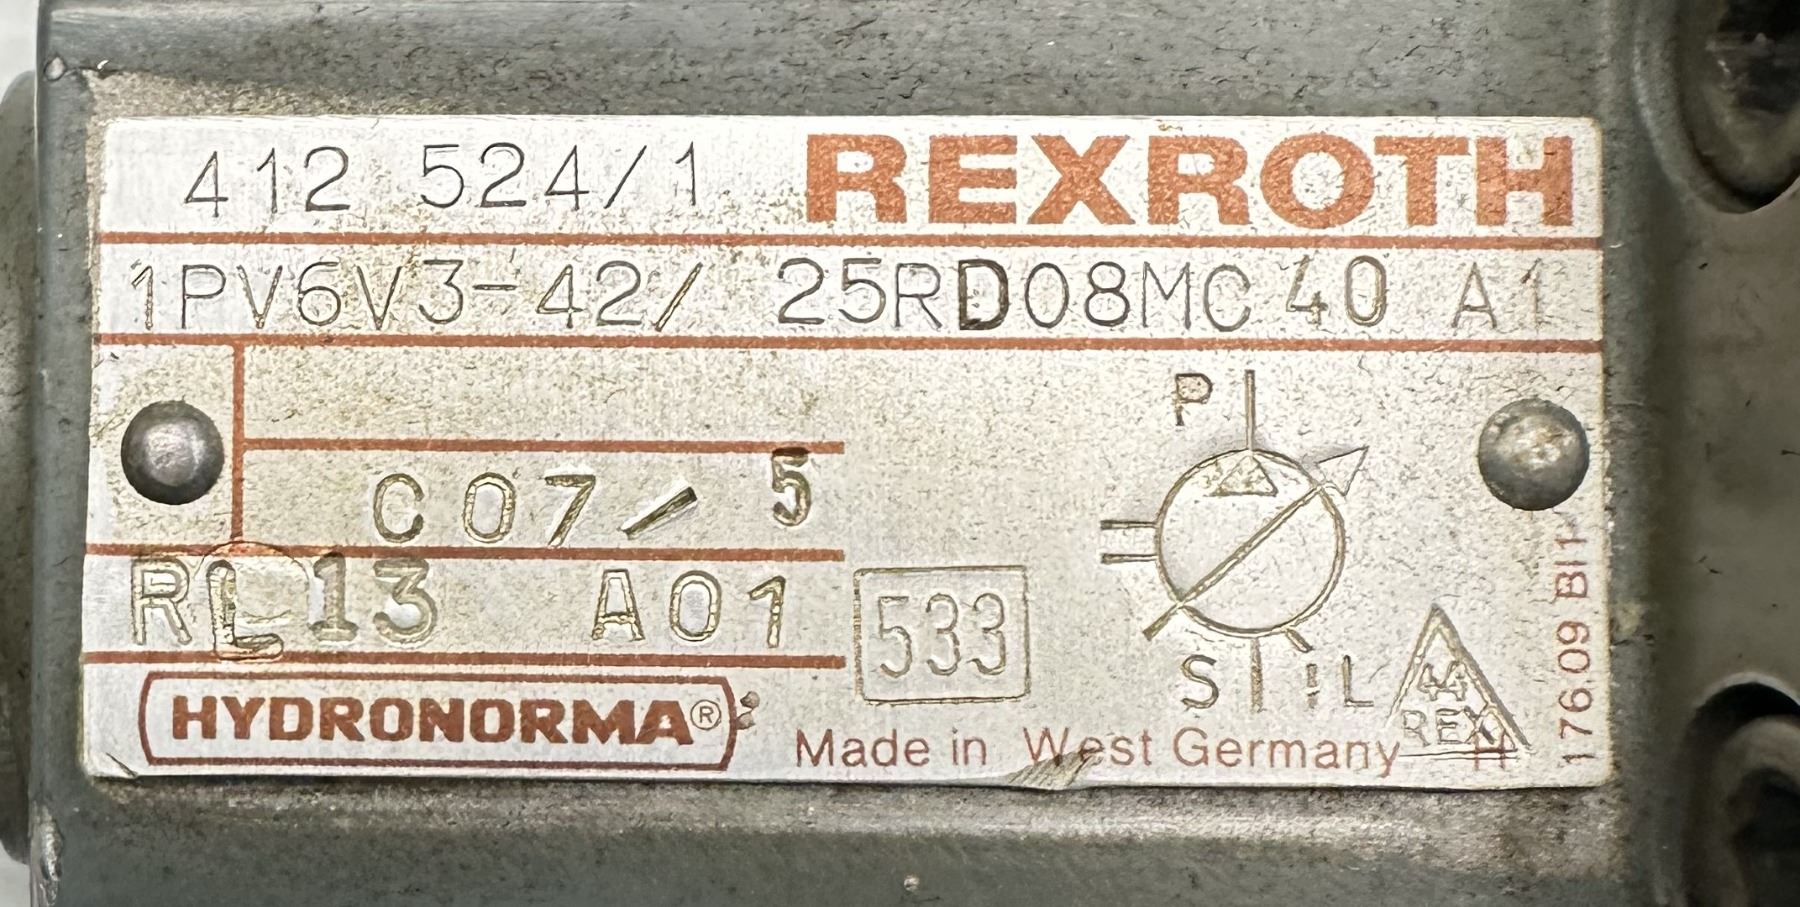 412 524/1 REXROTH
1PV6V3-42/ 25RD08MC 40 A1
P
C07/5
RL13 A01
533
S L
44
REX
HYDRONORMA®
Made in West Germany H
176.09 BI1